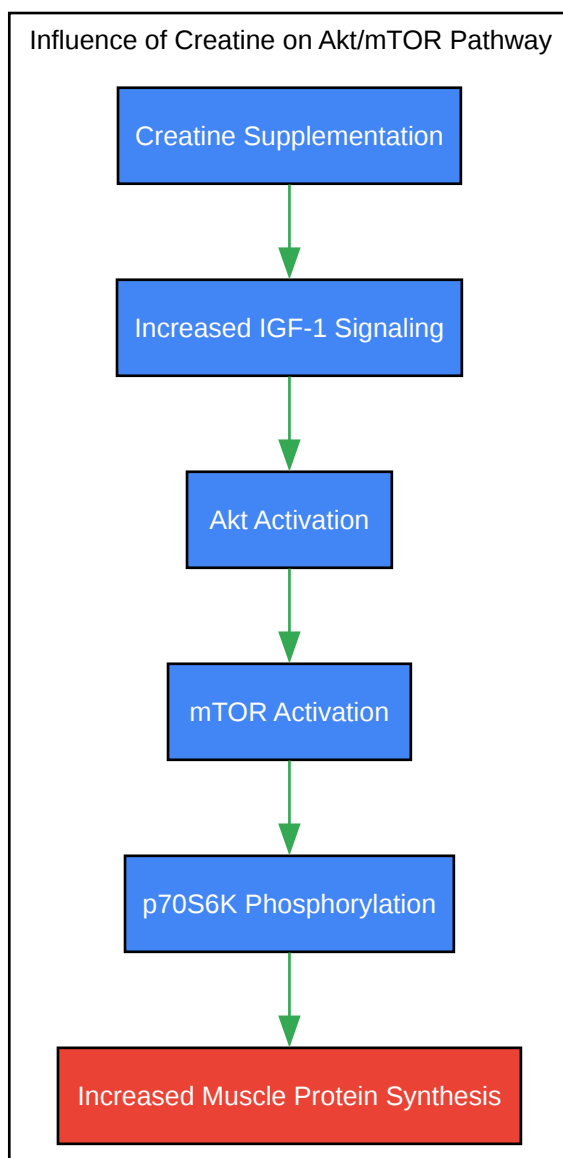 Influence of Creatine on Akt/mTOR Pathway
Creatine Supplementation
Increased IGF-1 Signaling
Akt Activation
mTOR Activation
p70S6K Phosphorylation
Increased Muscle Protein Synthesis